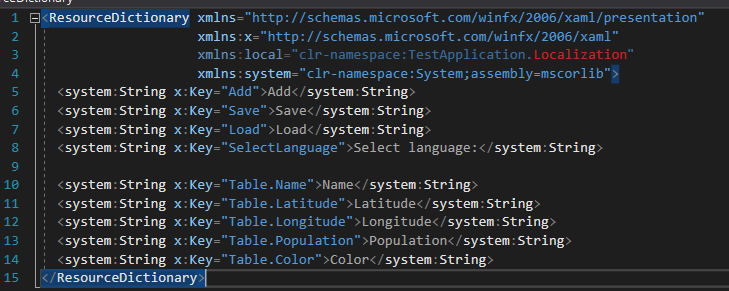 1 <ResourceDictionary xmlns="http://schemas.microsoft.com/winfx/2006/xaml/presentation"
2 xmlns:x="http://schemas.microsoft.com/winfx/2006/xaml"
3 xmlns:local="clr-namespace:TestApplication.Localization"
4 xmlns:system="clr-namespace:System;assembly=mscorlib">
5 <system:String x:Key="Add">Add</system:String>
6 <system:String x:Key="Save">Save</system:String>
7 <system:String x:Key="Load">Load</system:String>
8 <system:String x:Key="SelectLanguage">Select language:</system:String>
9
10 <system:String x:Key="Table.Name">Name</system:String>
11 <system:String x:Key="Table.Latitude">Latitude</system:String>
12 <system:String x:Key="Table.Longitude">Longitude</system:String>
13 <system:String x:Key="Table.Population">Population</system:String>
14 <system:String x:Key="Table.Color">Color</system:String>
15 </ResourceDictionary>